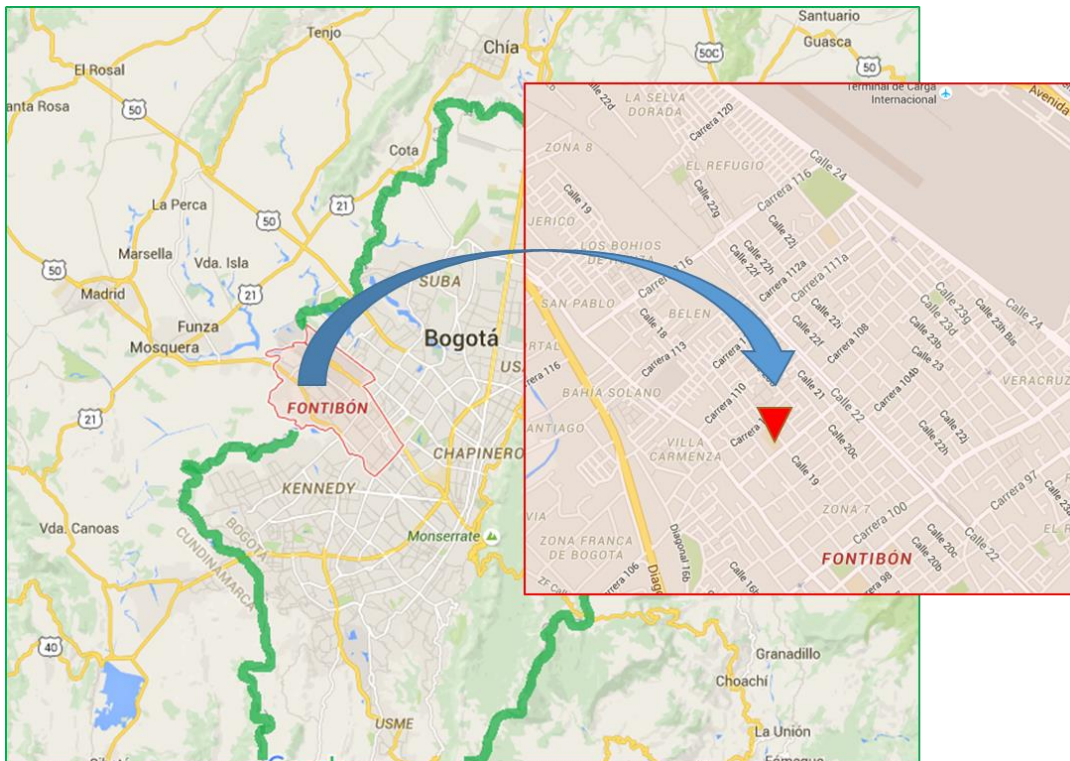 Santuario
Tenjo
Guasca
Chía
50C
50
El Rosal
50
Cota
21
La Perca
50
Marsella
Vda. Isla
50
21
Madrid
SUBA
Funza
Bogotá
Mosquera
FONTIBÓN
21
CHAPINERO
KENNEDY
BOGOTÁ
CUNDINAMARCA
Vda. Canoas
Monserrate
40
USME
Granadillo
Choachí
La Unión
Terminal de Carga
Internacional
Avenida
Calle 22d
LA SELVA
DORADA
Carrera 120
ZONA 8
EL REFUGIO
Carrera 116
Calle 24
Calle 19
Calle 22g
Calle 22j
LOS BOHIOS
Calle 22h
Calle 22f
Carrera 112a
Carrera 111a
SAN PABLO
BELEN
Calle 22i
Calle 22f
Carrera 108
Calle 23g
Calle 23d
Calle 23b
Calle 23h Bis
Calle 24
Calle 18
Carrera 113
Calle 23
Carrera 104b
VERACRUZ
BAHÍA SOLANO
Carrera 110
Calle 21
Calle 22
VILLA
CARMENZA
Calle 20c
Calle 22h
Calle 22j
Calle 19
ZONA 7
Carrera 100
Carrera 97
Calle 22
ZONA FRANCA
DE BOGOTA
Diagonal 16b
FONTIBÓN
Calle 20c
Calle 20b
Carrera 106
Carrera 98